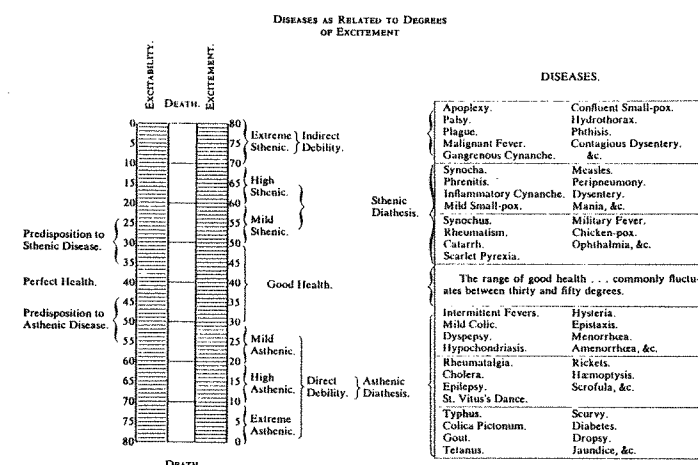 DISEASES AS RELATED TO DEGREES
OF EXCITEMENT
EXCITABILITY.
DEATH.
EXCITEMENT.
0 80
5 75
10 70
15 65
20 60
25 55
30 50
35 45
40 40
45 35
50 30
55 25
60 20
65 15
70 10
75 5
80 0
DEATH
Predisposition to
Sthenic Disease.
Perfect Health.
Predisposition to
Asthenic Disease.
Extreme
Sthenic.
Indirect
Debility.
High
Sthenic.
Mild
Sthenic.
Good Health.
Mild
Asthenic.
High
Asthenic.
Extreme
Asthenic.
Direct
Debility.
Sthenic
Diathesis.
Asthenic
Diathesis.
DISEASES.
Apoplexy. Confluent Small-pox.
Palsy. Hydrothorax.
Plague. Phthisis.
Malignant Fever. Contagious Dysentery.
Gangrenous Cynanche. &c.
Synocha. Measles.
Phrenitis. Peripneumony.
Inflammatory Cynanche. Dysentery.
Mild Small-pox. Mania, &c.
Synochus. Military Fever.
Rheumatism. Chicken-pox.
Catarrh. Ophthalmia, &c.
Scarlet Pyrexia.
The range of good health . . . commonly fluctu-
ates between thirty and fifty degrees.
Intermittent Fevers. Hysteria.
Mild Colic. Epistaxis.
Dyspepsy. Menorrhœa.
Hypochondriasis. Amenorrhœa, &c.
Rheumatalgia. Rickets.
Cholera. Hæmoptysis.
Epilepsy. Scrofula, &c.
St. Vitus's Dance.
Typhus. Scurvy.
Colica Pictonum. Diabetes.
Gout. Dropsy.
Tetanus. Jaundice, &c.